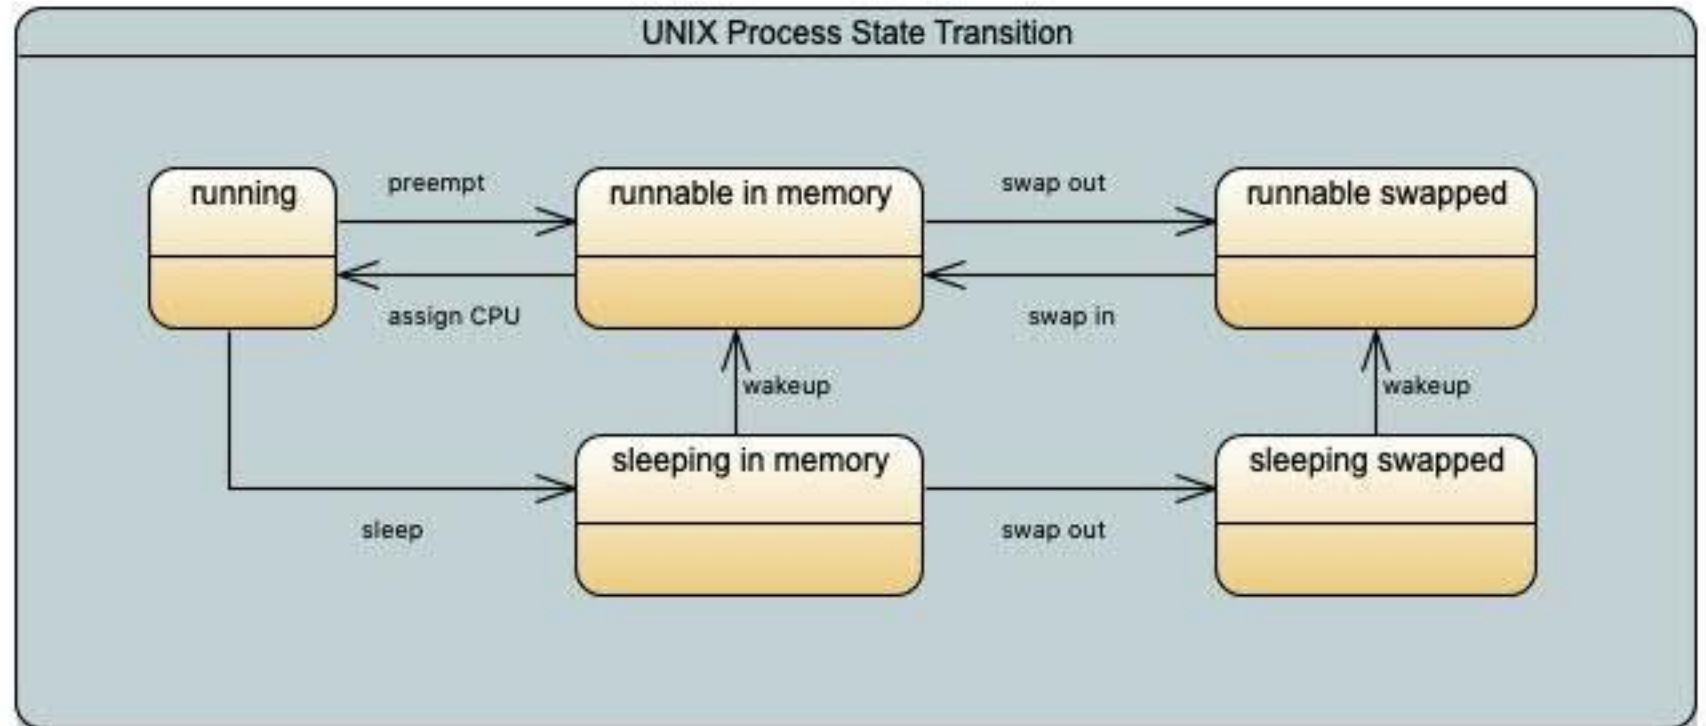 UNIX Process State Transition
running
preempt
runnable in memory
swap out
runnable swapped
assign CPU
swap in
wakeup
wakeup
sleeping in memory
sleeping swapped
sleep
swap out